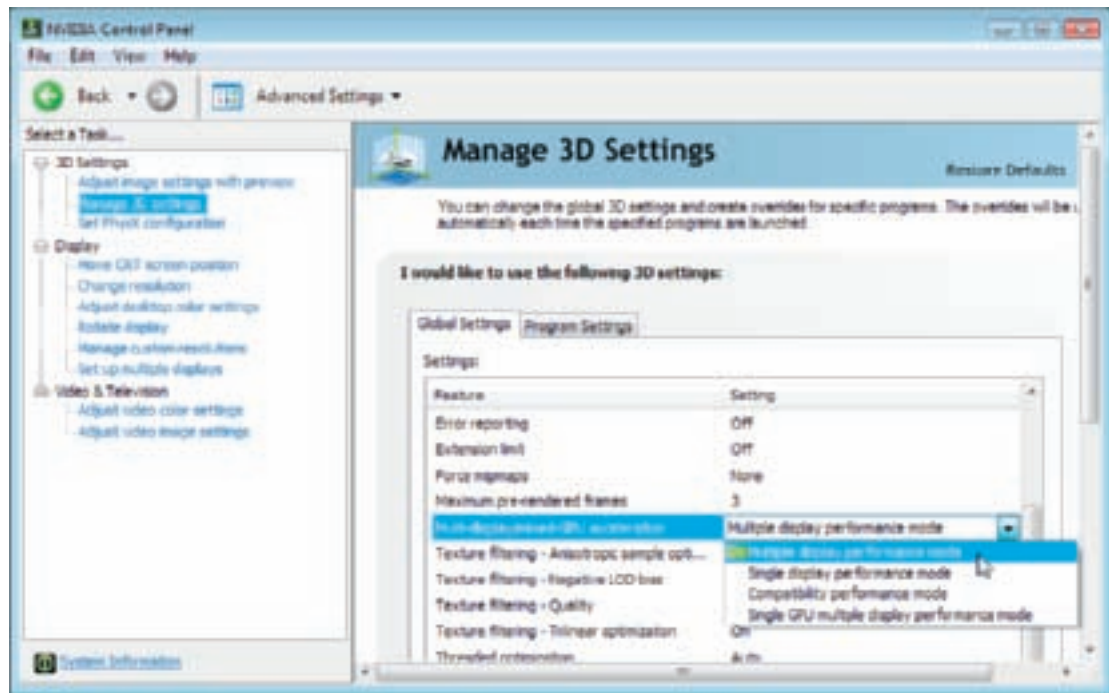 NVIDIA Control Panel
File Edit View Help
Back
Advanced Settings
Select a Task...
3D Settings
Adjust image settings with preview
Manage 3D settings
Set PhysX configuration
Display
Move CRT screen position
Change resolution
Adjust desktop color settings
Rotate display
Manage custom resolutions
Set up multiple displays
Video & Television
Adjust video color settings
Adjust video image settings
System Information
Manage 3D Settings
Restore Defaults
You can change the global 3D settings and create overrides for specific programs. The overrides will be u
automatically each time the specified programs are launched.
I would like to use the following 3D settings:
Global Settings Program Settings
Settings:
Feature Setting
Error reporting Off
Extension limit Off
Force mipmaps None
Maximum pre-rendered frames 3
Multi-display/mixed-GPU acceleration Multiple display performance mode
Multiple display performance mode
Texture filtering - Anisotropic sample opti...
Single display performance mode
Texture filtering - Negative LOD bias
Compatibility performance mode
Texture filtering - Quality
Single GPU multiple display performance mode
Texture filtering - Trilinear optimization On
Threaded optimization Auto